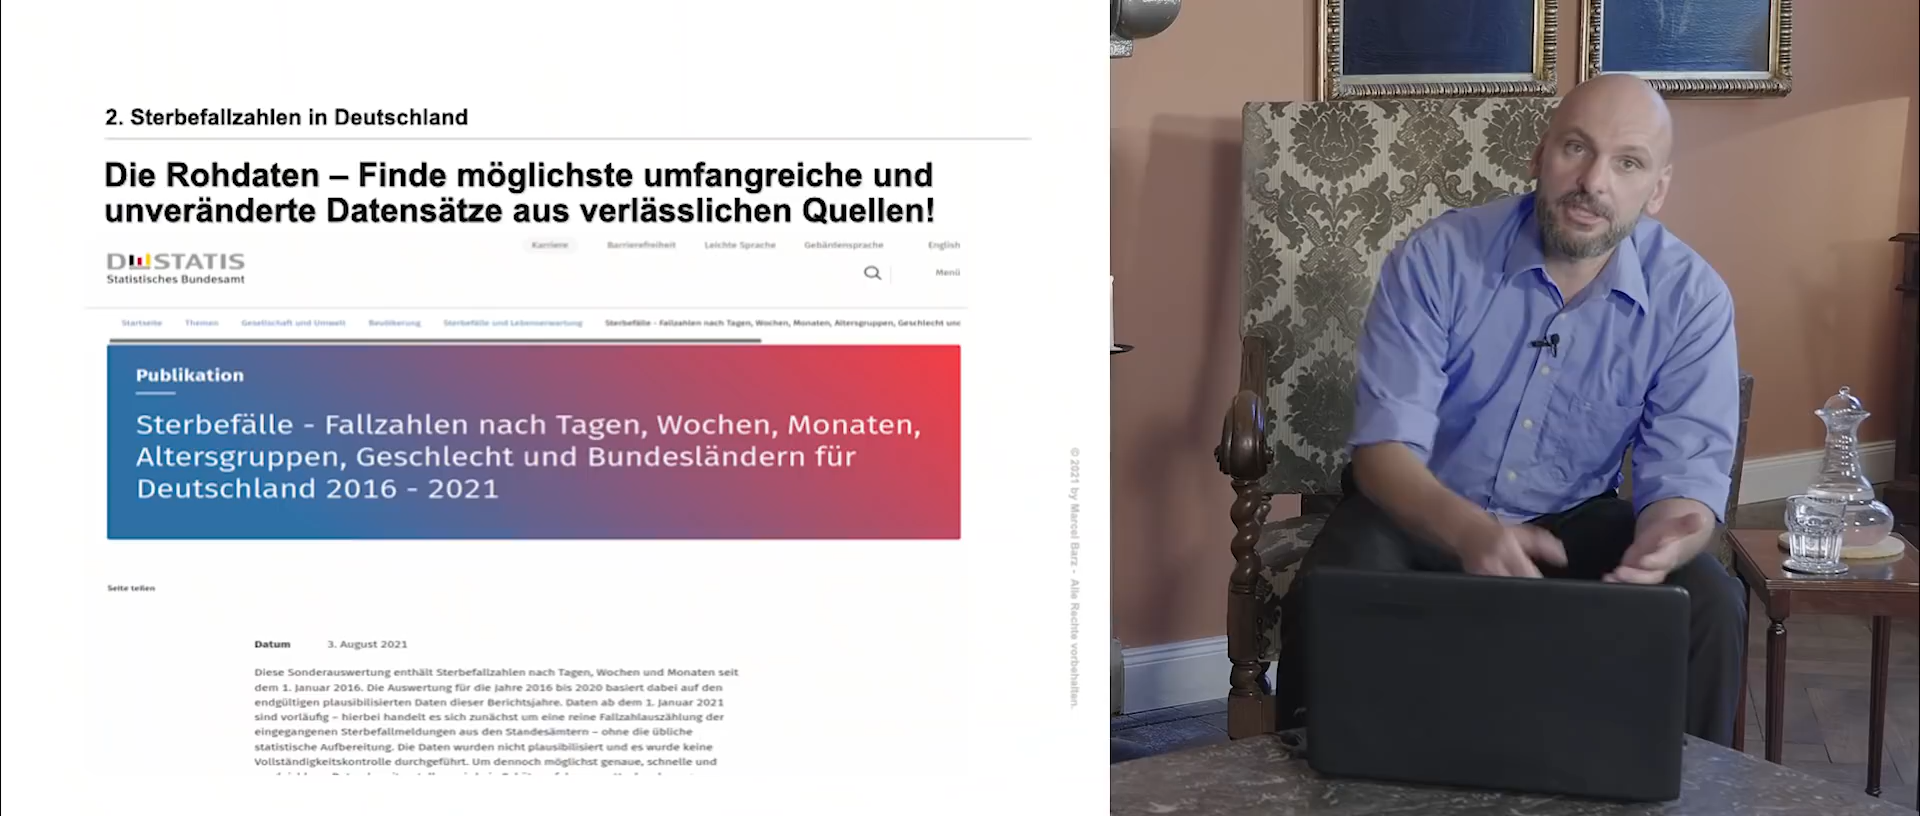 2. Sterbefallzahlen in Deutschland
Die Rohdaten – Finde möglichste umfangreiche und
unveränderte Datensätze aus verlässlichen Quellen!
Karriere Barrierefreiheit Leichte Sprache Gebärdensprache English
DESTATIS
Statistisches Bundesamt
Menü
Startseite Themen Gesellschaft und Umwelt Bevölkerung Sterbefälle und Lebenserwartung Sterbefälle - Fallzahlen nach Tagen, Wochen, Monaten, Altersgruppen, Geschlecht und
Publikation
Sterbefälle - Fallzahlen nach Tagen, Wochen, Monaten,
Altersgruppen, Geschlecht und Bundesländern für
Deutschland 2016 - 2021
Seite teilen
Datum 3. August 2021
Diese Sonderauswertung enthält Sterbefallzahlen nach Tagen, Wochen und Monaten seit
dem 1. Januar 2016. Die Auswertung für die Jahre 2016 bis 2020 basiert dabei auf den
endgültigen plausibilisierten Daten dieser Berichtsjahre. Daten ab dem 1. Januar 2021
sind vorläufig – hierbei handelt es sich zunächst um eine reine Fallzahlauszählung der
eingegangenen Sterbefallmeldungen aus den Standesämtern – ohne die übliche
statistische Aufbereitung. Die Daten wurden nicht plausibilisiert und es wurde keine
Vollständigkeitskontrolle durchgeführt. Um dennoch möglichst genaue, schnelle und
© 2021 by Marcel Barz - Alle Rechte vorbehalten.